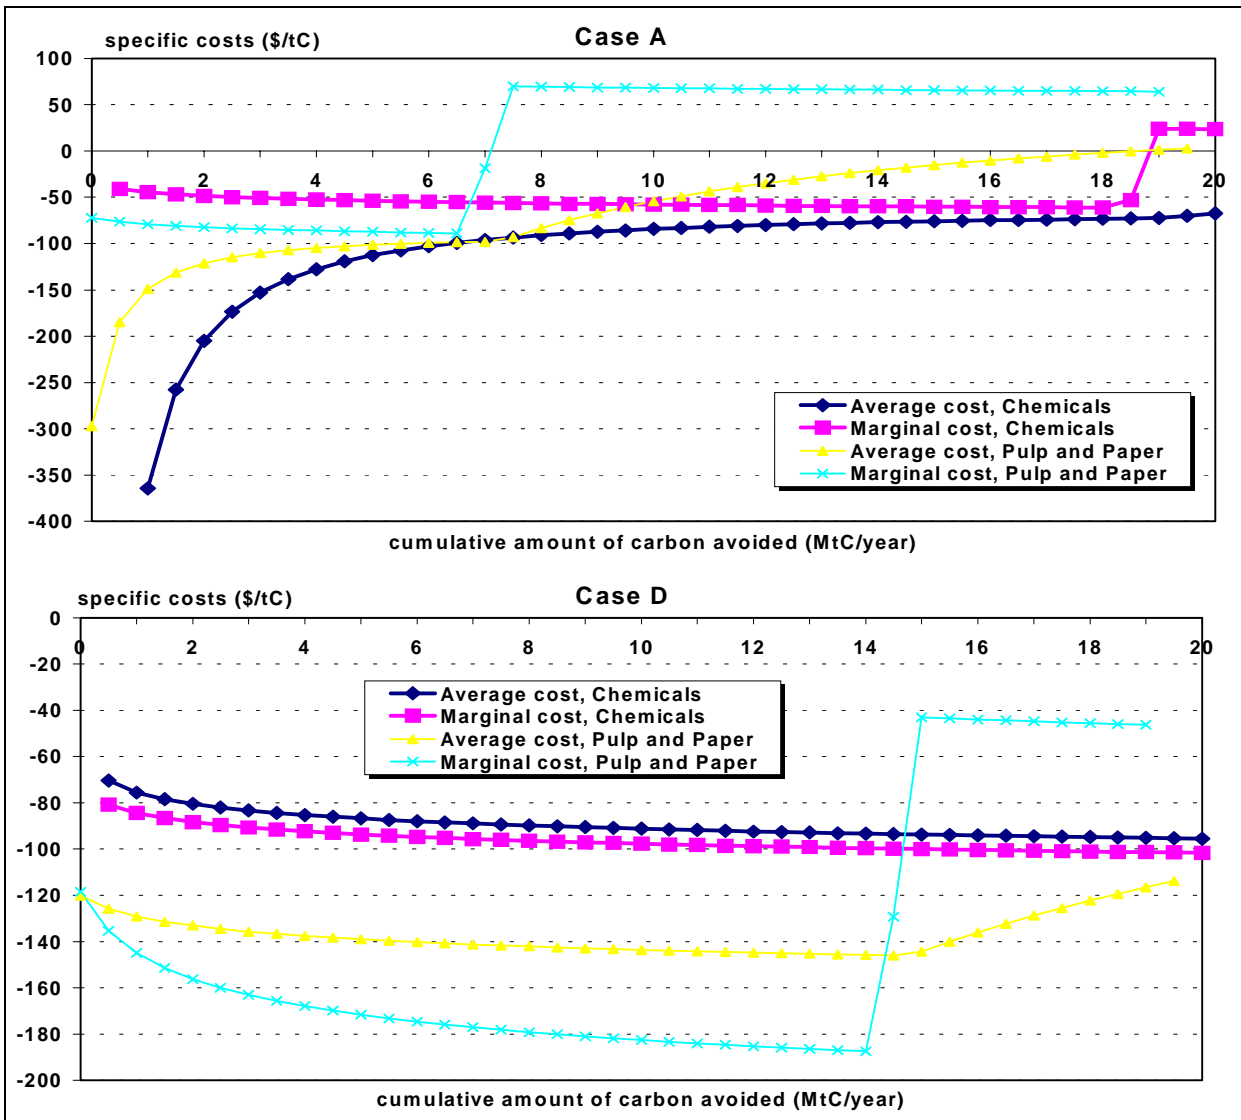 Case A
specific costs ($/tC)
100
50
0
-50
-100
-150
-200
-250
-300
-350
-400
0 2 4 6 8 10 12 14 16 18 20
Average cost, Chemicals
Marginal cost, Chemicals
Average cost, Pulp and Paper
Marginal cost, Pulp and Paper
cumulative amount of carbon avoided (MtC/year)
Case D
specific costs ($/tC)
0
0 2 4 6 8 10 12 14 16 18 20
-20
-40
-60
-80
-100
-120
-140
-160
-180
-200
Average cost, Chemicals
Marginal cost, Chemicals
Average cost, Pulp and Paper
Marginal cost, Pulp and Paper
cumulative amount of carbon avoided (MtC/year)